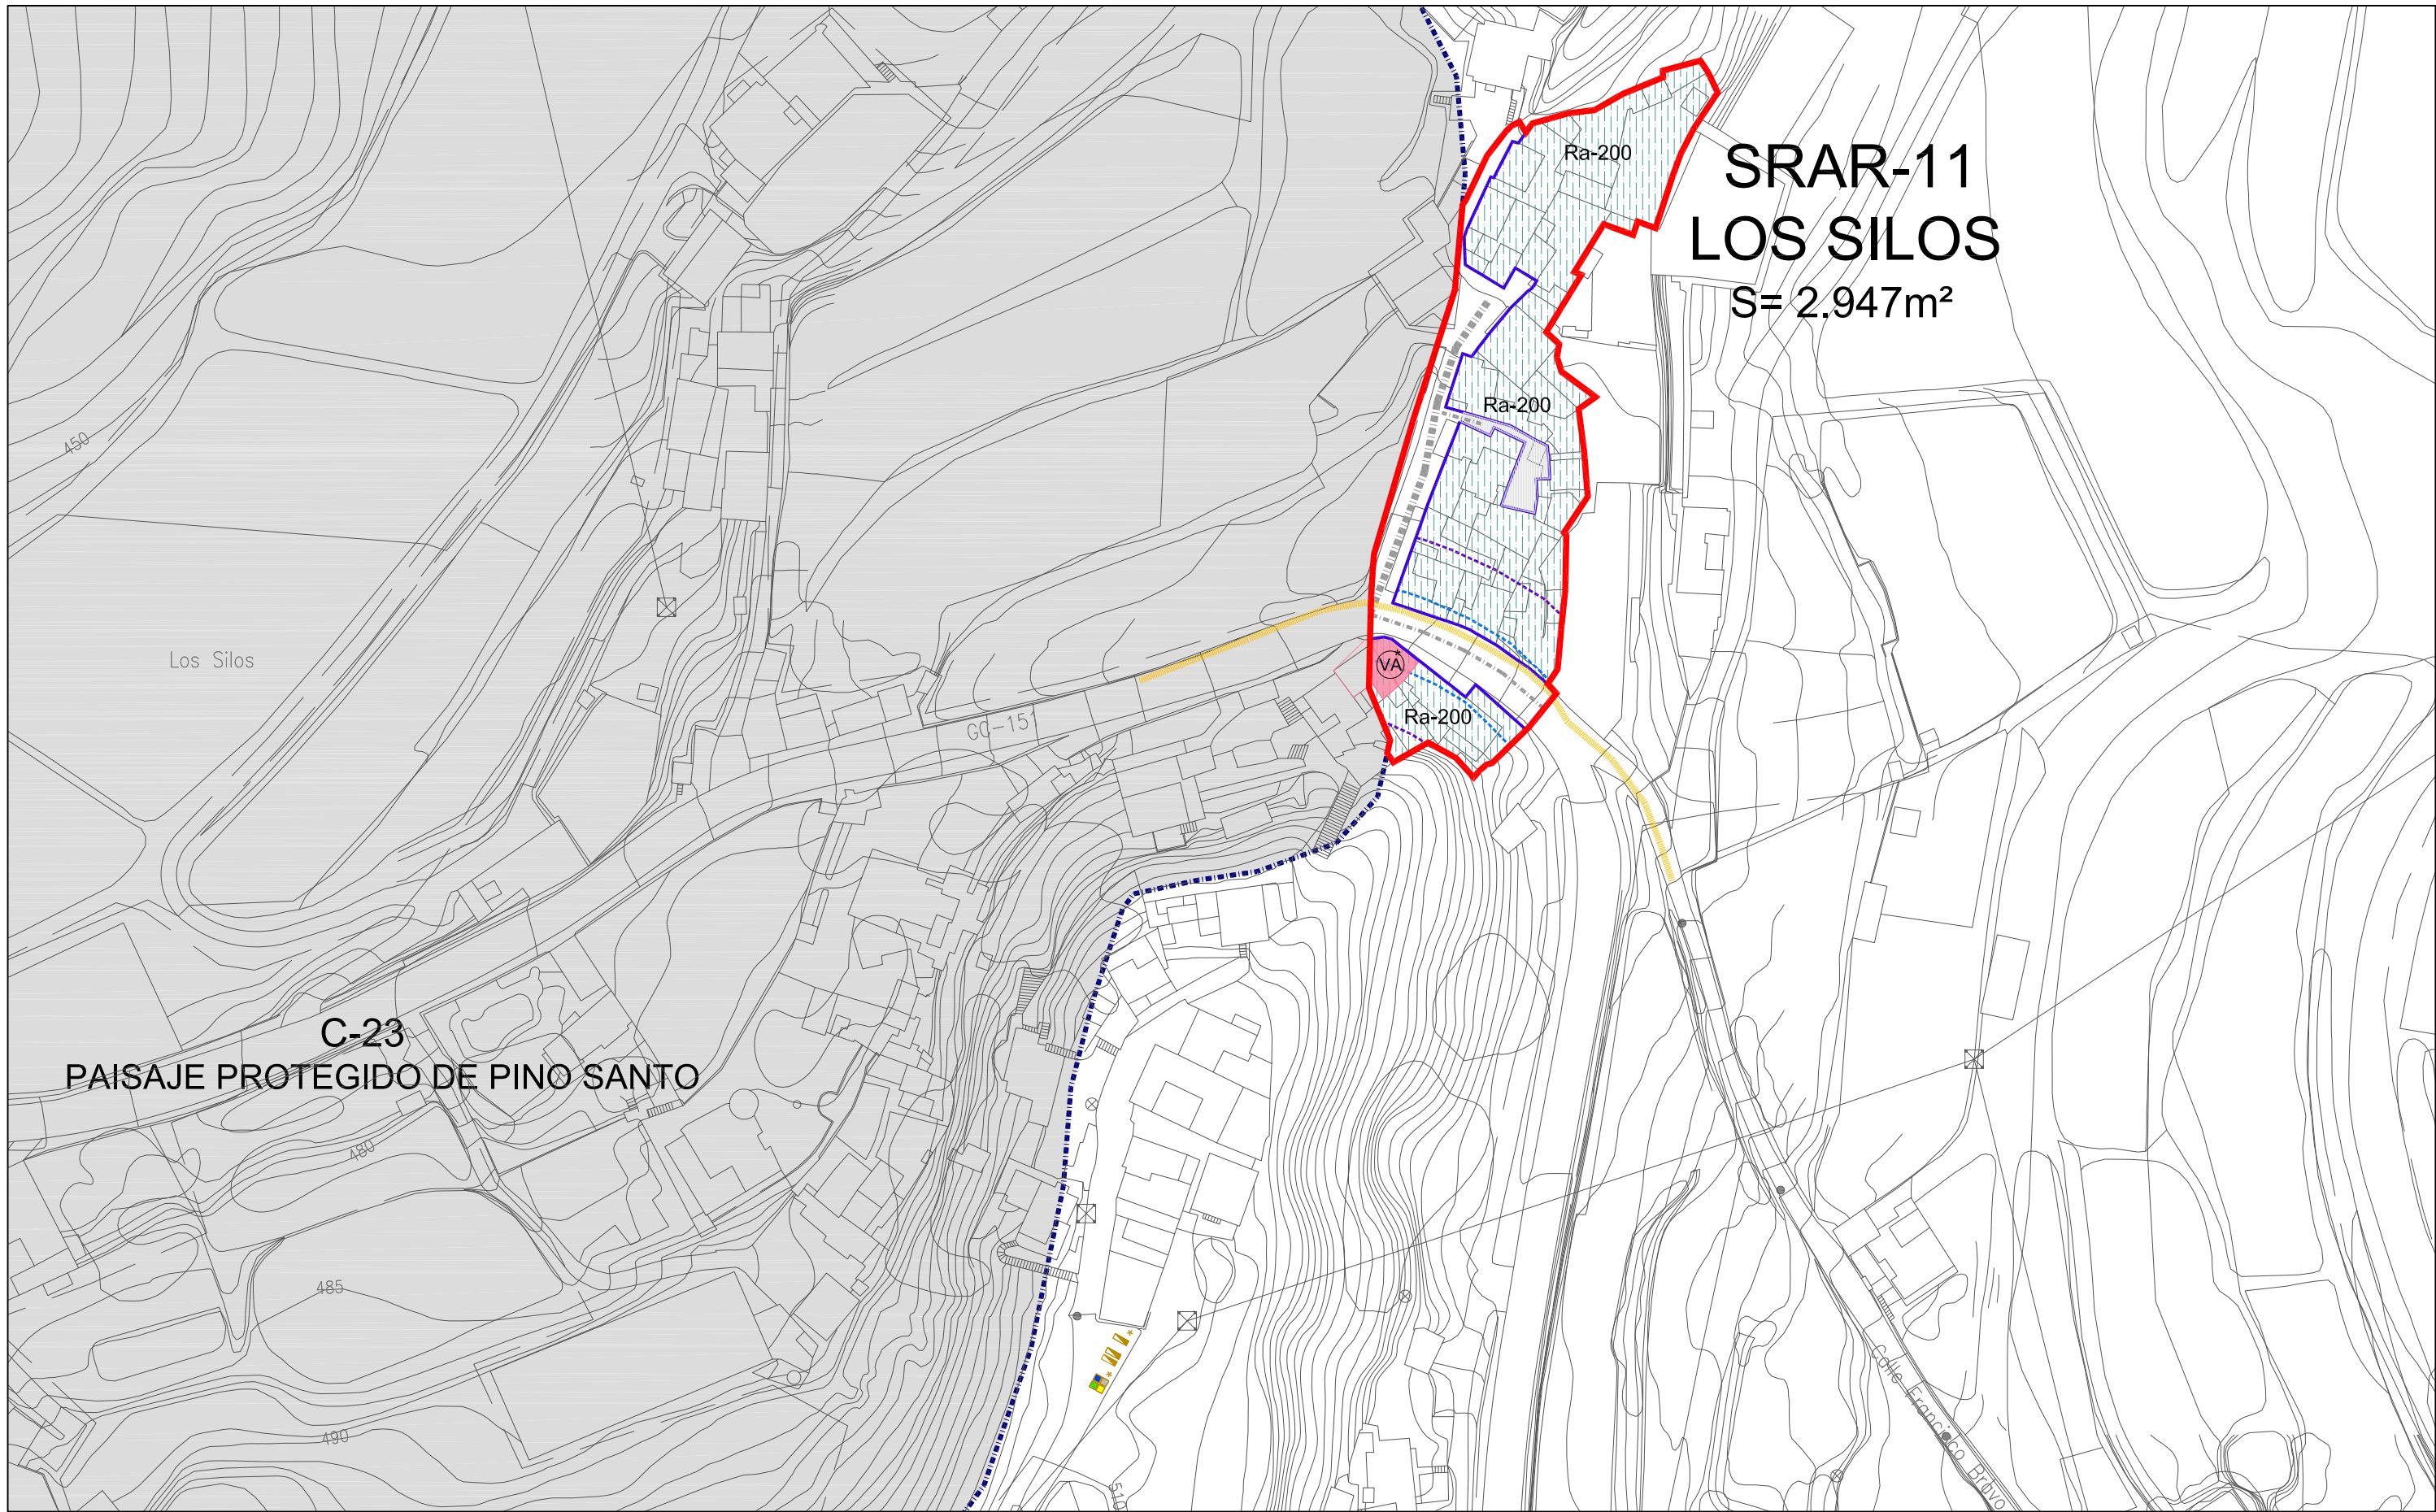 Ra-200
SRAR-11
LOS SILOS
S= 2.947m²
Ra-200
450
Los Silos
VA*
Ra-200
GC-151
C-23
PAISAJE PROTEGIDO DE PINO SANTO
480
485
Calle Francisco Bravo
490
510